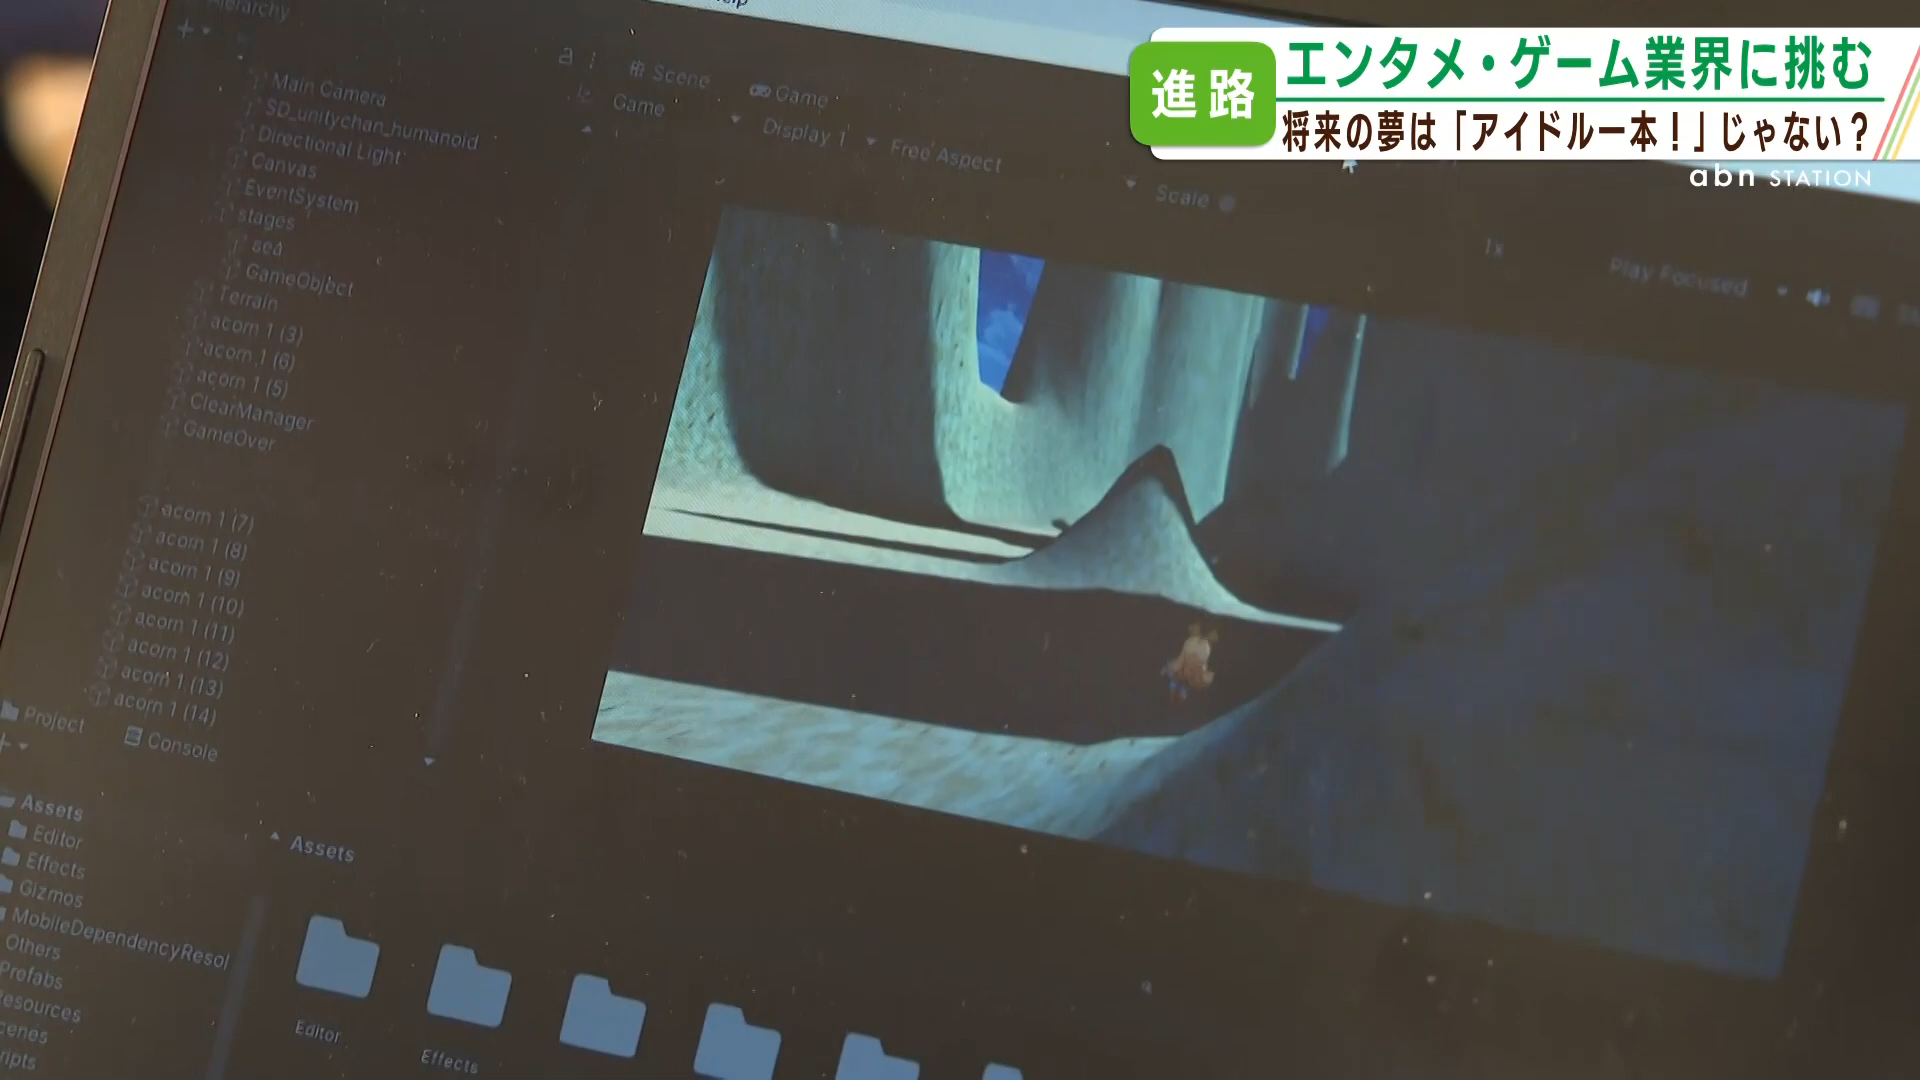 進路
エンタメ・ゲーム業界に挑む
将来の夢は「アイドル一本！」じゃない？
abn STATION
Hierarchy
Main Camera
SD_unitychan_humanoid
Directional Light
Canvas
EventSystem
stages
sea
GameObject
Terrain
acorn 1 (3)
acorn 1 (6)
acorn 1 (5)
ClearManager
GameOver
acorn 1 (7)
acorn 1 (8)
acorn 1 (9)
acorn 1 (10)
acorn 1 (11)
acorn 1 (12)
acorn 1 (13)
acorn 1 (14)
Scene
Game
Game
Display 1
Free Aspect
Scale
1x
Play Focused
Project
Console
Assets
Editor
Effects
Gizmos
MobileDependencyResol
Others
Prefabs
Assets
Editor
Effects